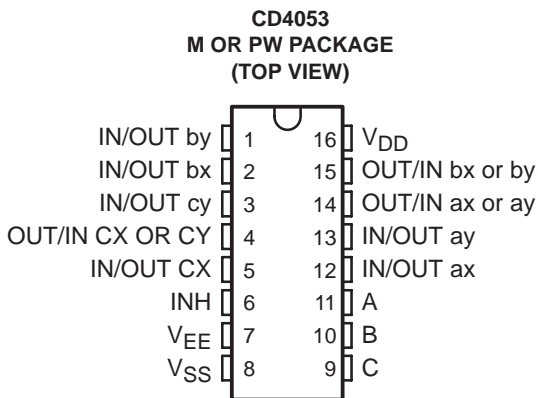 CD4053
M OR PW PACKAGE
(TOP VIEW)
IN/OUT by 1 16 VDD
IN/OUT bx 2 15 OUT/IN bx or by
IN/OUT cy 3 14 OUT/IN ax or ay
OUT/IN CX OR CY 4 13 IN/OUT ay
IN/OUT CX 5 12 IN/OUT ax
INH 6 11 A
VEE 7 10 B
VSS 8 9 C